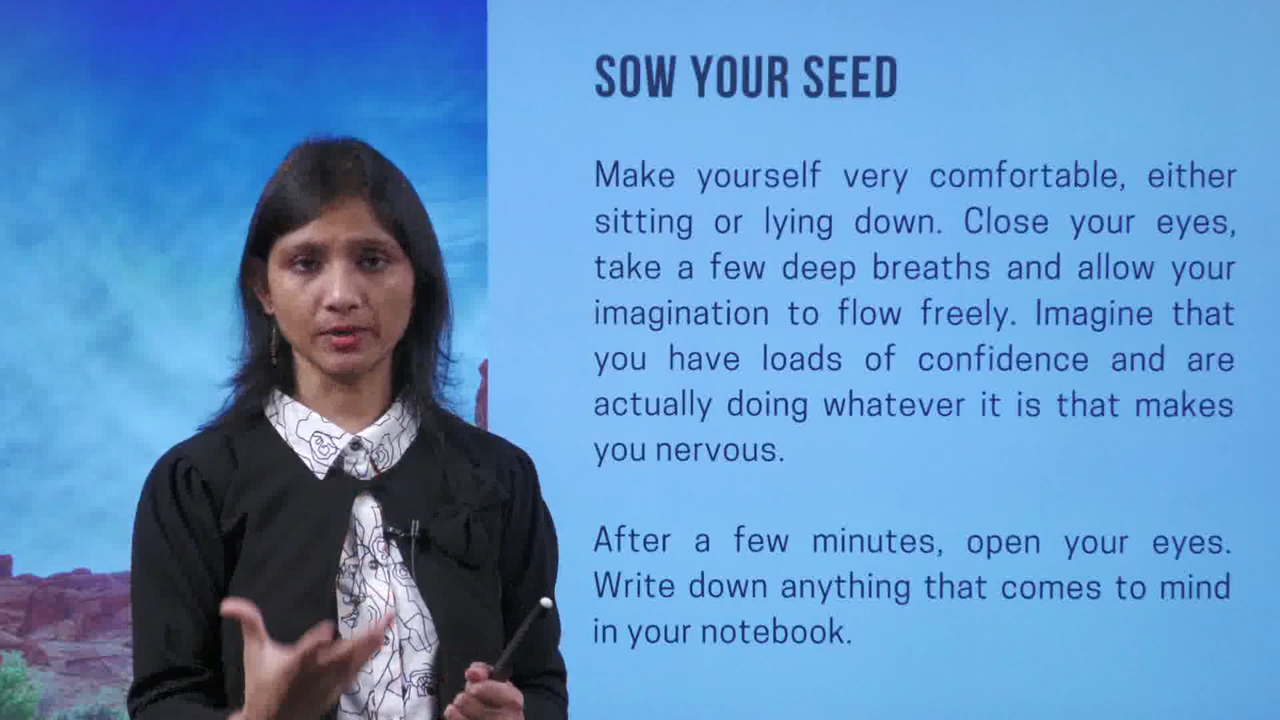 SOW YOUR SEED
Make yourself very comfortable, either
sitting or lying down. Close your eyes,
take a few deep breaths and allow your
imagination to flow freely. Imagine that
you have loads of confidence and are
actually doing whatever it is that makes
you nervous.
After a few minutes, open your eyes.
Write down anything that comes to mind
in your notebook.